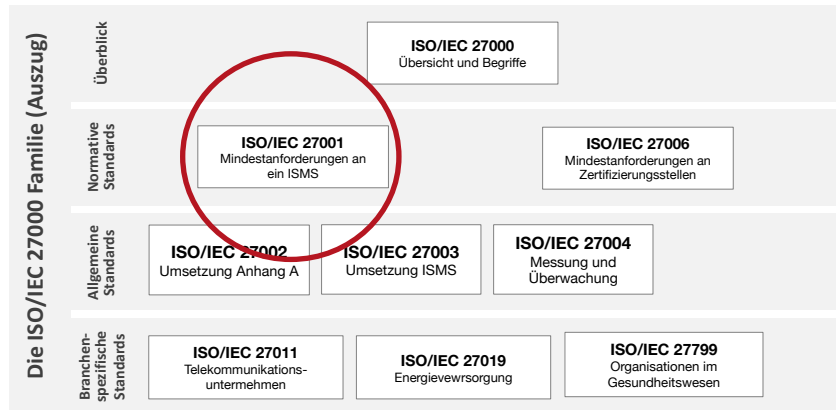 Die ISO/IEC 27000 Familie (Auszug)
Überblick
ISO/IEC 27000
Übersicht und Begriffe
Normative
Standards
ISO/IEC 27001
Mindestanforderungen an
ein ISMS
ISO/IEC 27006
Mindestanforderungen an
Zertifizierungsstellen
Allgemeine
Standards
ISO/IEC 27002
Umsetzung Anhang A
ISO/IEC 27003
Umsetzung ISMS
ISO/IEC 27004
Messung und
Überwachung
Branchen-
spezifische
Standards
ISO/IEC 27011
Telekommunikations-
untermehmen
ISO/IEC 27019
Energievewrsorgung
ISO/IEC 27799
Organisationen im
Gesundheitswesen